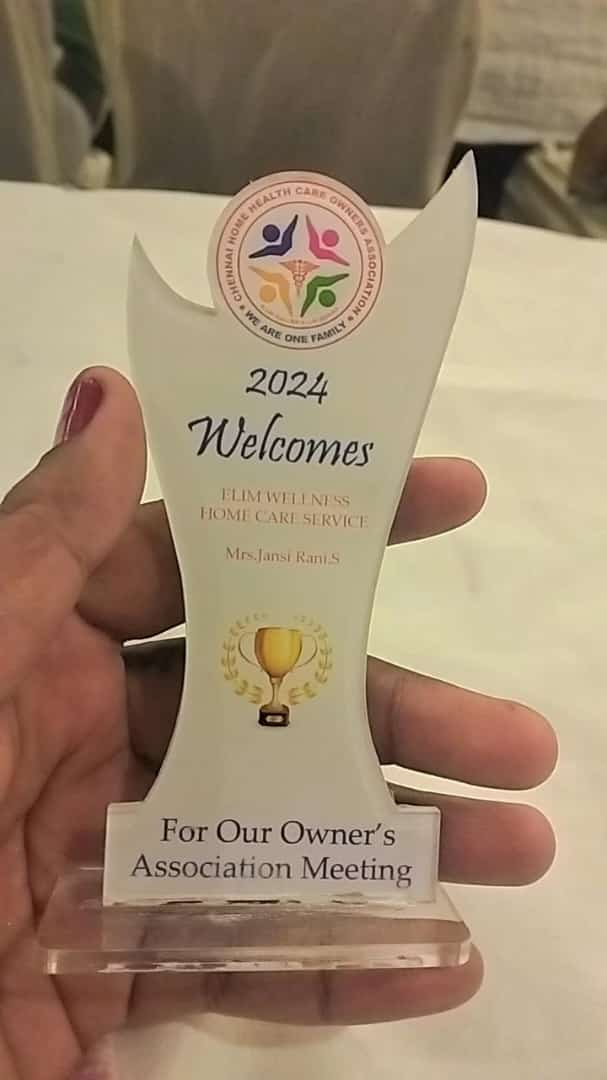 CHENNAI HOME HEALTH CARE OWNERS ASSOCIATION
* WE ARE ONE FAMILY *
2024
Welcomes
ELIM WELLNESS
HOME CARE SERVICE
Mrs.Jansi Rani.S
For Our Owner's
Association Meeting